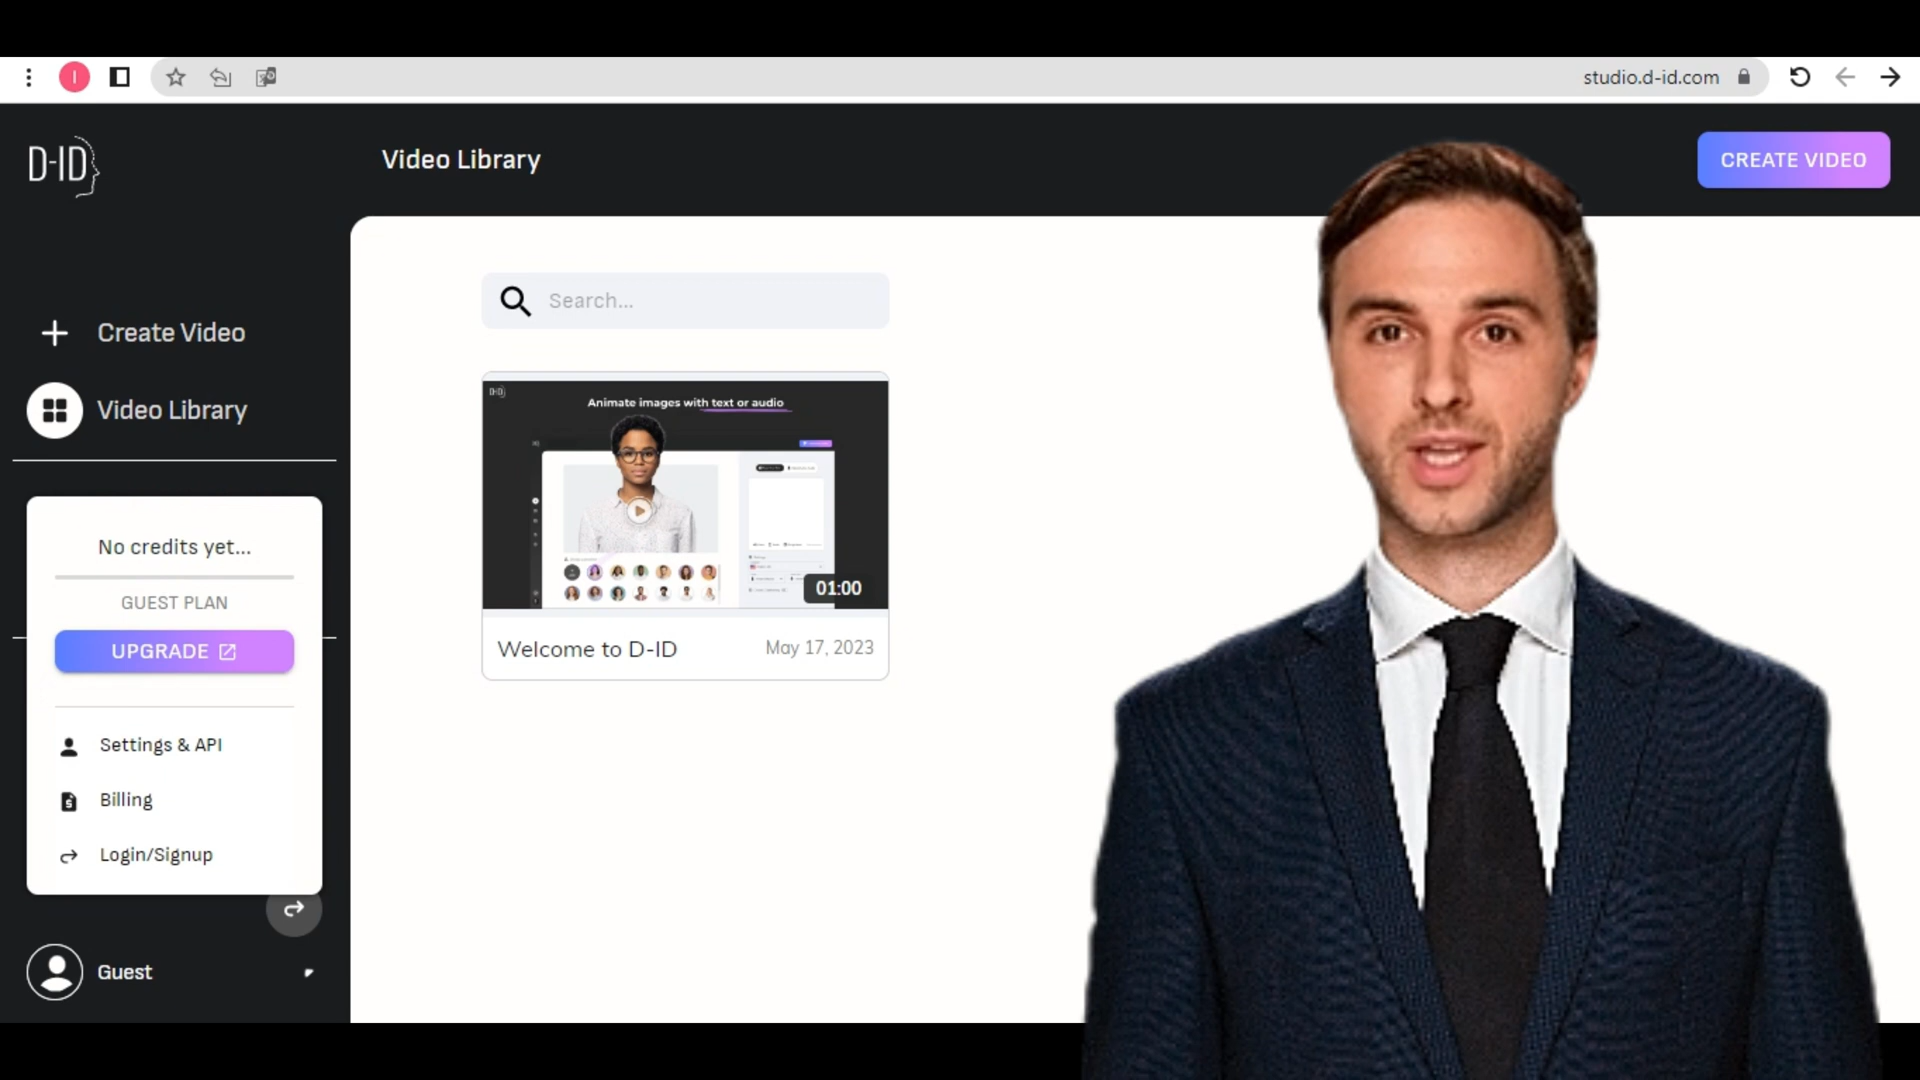 I
studio.d-id.com
D-ID
Video Library
CREATE VIDEO
Create Video
Video Library
Search...
D-ID
Animate images with text or audio
01:00
Welcome to D-ID
May 17, 2023
No credits yet...
GUEST PLAN
UPGRADE
Settings & API
Billing
Login/Signup
Guest